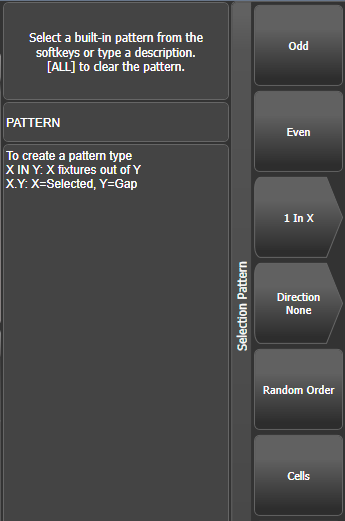 Select a built-in pattern from the
softkeys or type a description.
[ALL] to clear the pattern.
PATTERN
To create a pattern type
X IN Y: X fixtures out of Y
X.Y: X=Selected, Y=Gap
Selection Pattern
Odd
Even
1 In X
Direction
None
Random Order
Cells